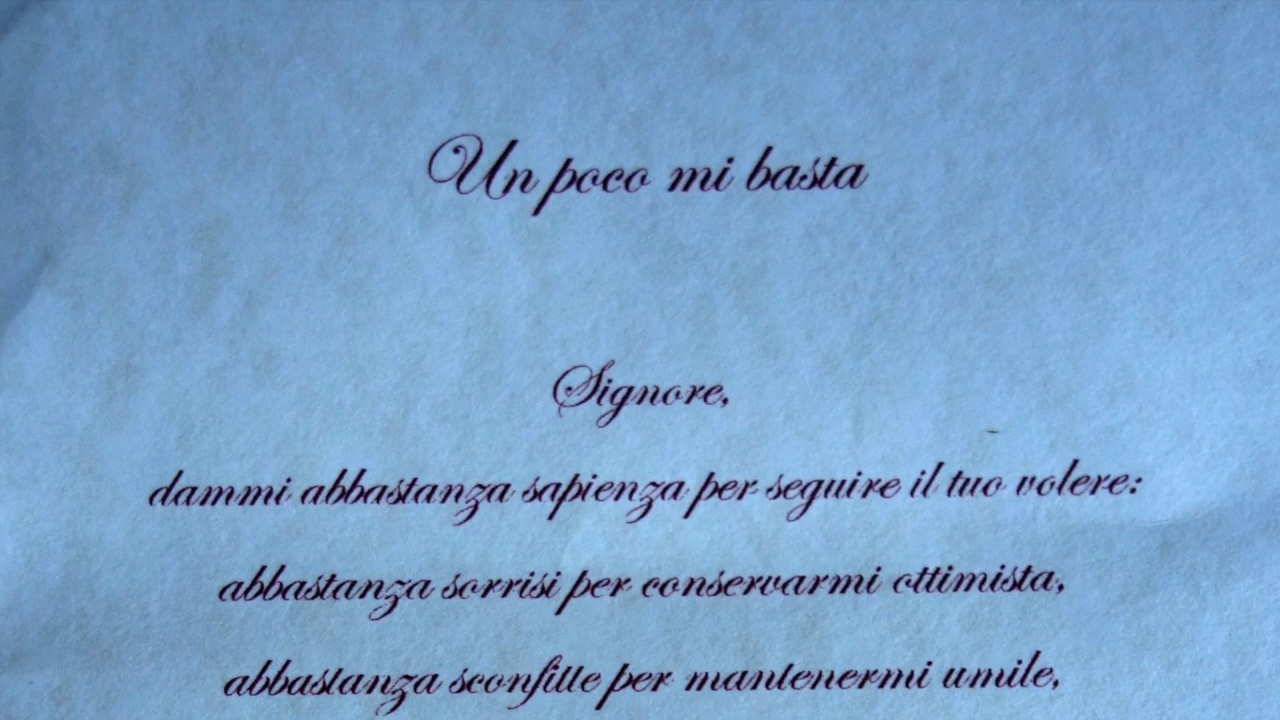 Un poco mi basta
Signore,
dammi abbastanza sapienza per seguire il tuo volere:
abbastanza sorrisi per conservarmi ottimista,
abbastanza sconfitte per mantenermi umile,